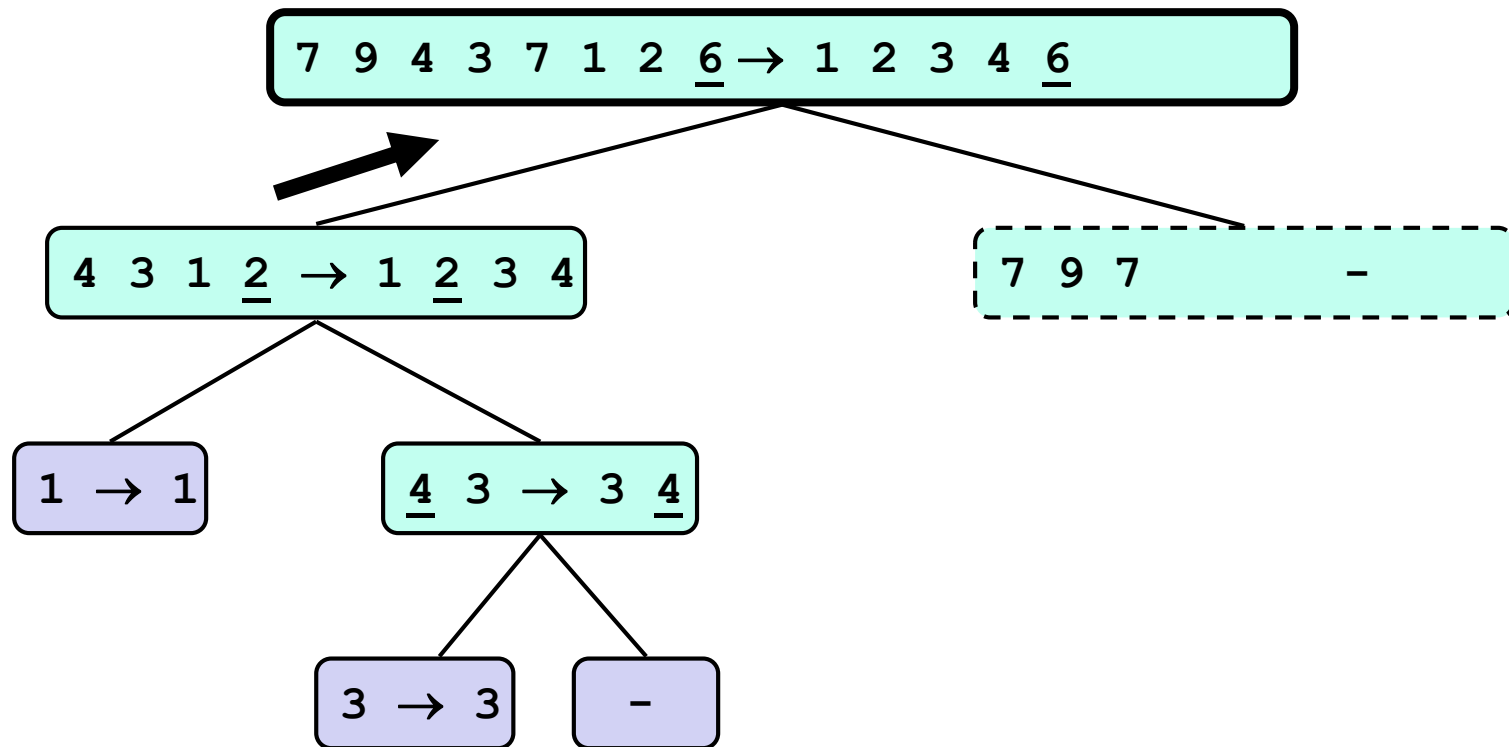 7 9 4 3 7 1 2 6 → 1 2 3 4 6
4 3 1 2 → 1 2 3 4
7 9 7 -
1 → 1
4 3 → 3 4
3 → 3
-